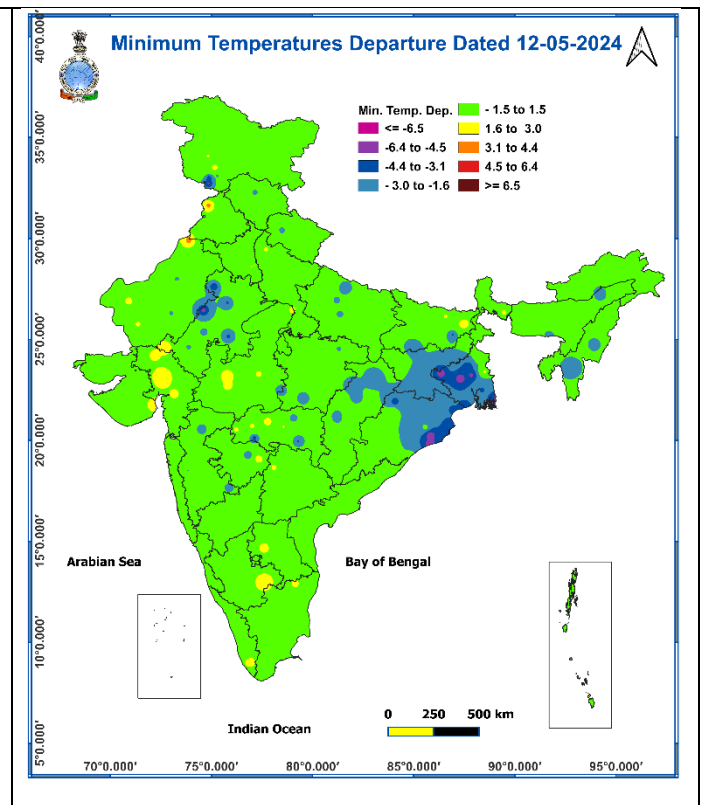 Minimum Temperatures Departure Dated 12-05-2024
Min. Temp. Dep.
<= -6.5
-6.4 to -4.5
-4.4 to -3.1
- 3.0 to -1.6
- 1.5 to 1.5
1.6 to 3.0
3.1 to 4.4
4.5 to 6.4
>= 6.5
40°0.000'
35°0.000'
30°0.000'
25°0.000'
20°0.000'
15°0.000'
10°0.000'
5°0.000'
Arabian Sea
Bay of Bengal
Indian Ocean
0 250 500 km
70°0.000' 75°0.000' 80°0.000' 85°0.000' 90°0.000' 95°0.000'